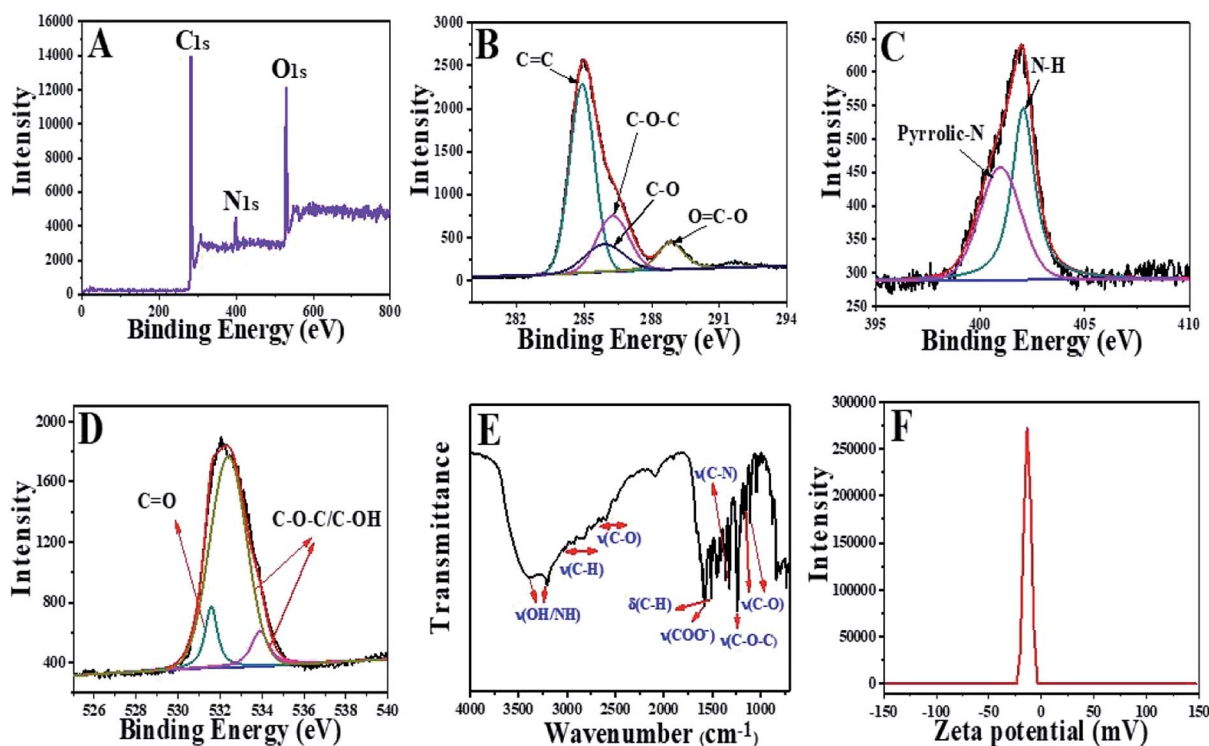 A
C1s
O1s
N1s
Intensity
16000
14000
12000
10000
8000
6000
4000
2000
0
0 200 400 600 800
Binding Energy (eV)
B
C=C
C-O-C
C-O
O=C-O
Intensity
3000
2500
2000
1500
1000
500
0
282 285 288 291 294
Binding Energy (eV)
C
N-H
Pyrrolic-N
Intensity
650
600
550
500
450
400
350
300
250
395 400 405 410
Binding Energy (eV)
D
C=O
C-O-C/C-OH
Intensity
2000
1600
1200
800
400
526 528 530 532 534 536 538 540
Binding Energy (eV)
E
ν(C-N)
ν(C-O)
ν(C-H)
ν(OH/NH)
δ(C-H)
ν(COO⁻)
ν(C-O-C)
ν(C-O)
Transmittance
4000 3500 3000 2500 2000 1500 1000
Wavenumber (cm-1)
F
Intensity
300000
250000
200000
150000
100000
50000
0
-150 -100 -50 0 50 100 150
Zeta potential (mV)